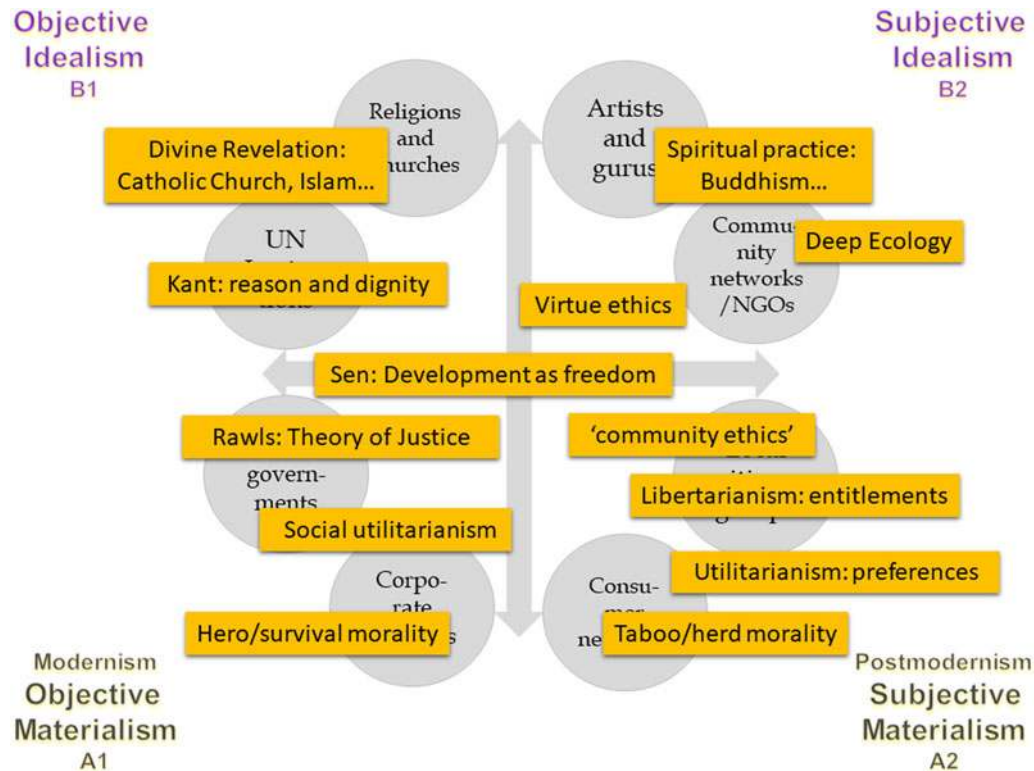 Objective
Idealism
B1
Subjective
Idealism
B2
Religions
and
Artists
and
gurus
Divine Revelation:
Catholic Church, Islam...
Spiritual practice:
Buddhism...
UN
Commu-
nity
networks
/NGOs
Deep Ecology
Kant: reason and dignity
Virtue ethics
Sen: Development as freedom
Rawls: Theory of Justice
govern-
ments
'community ethics'
Libertarianism: entitlements
Social utilitarianism
Corpo-
rate
Consu-
Utilitarianism: preferences
Hero/survival morality
Taboo/herd morality
Modernism
Objective
Materialism
A1
Postmodernism
Subjective
Materialism
A2